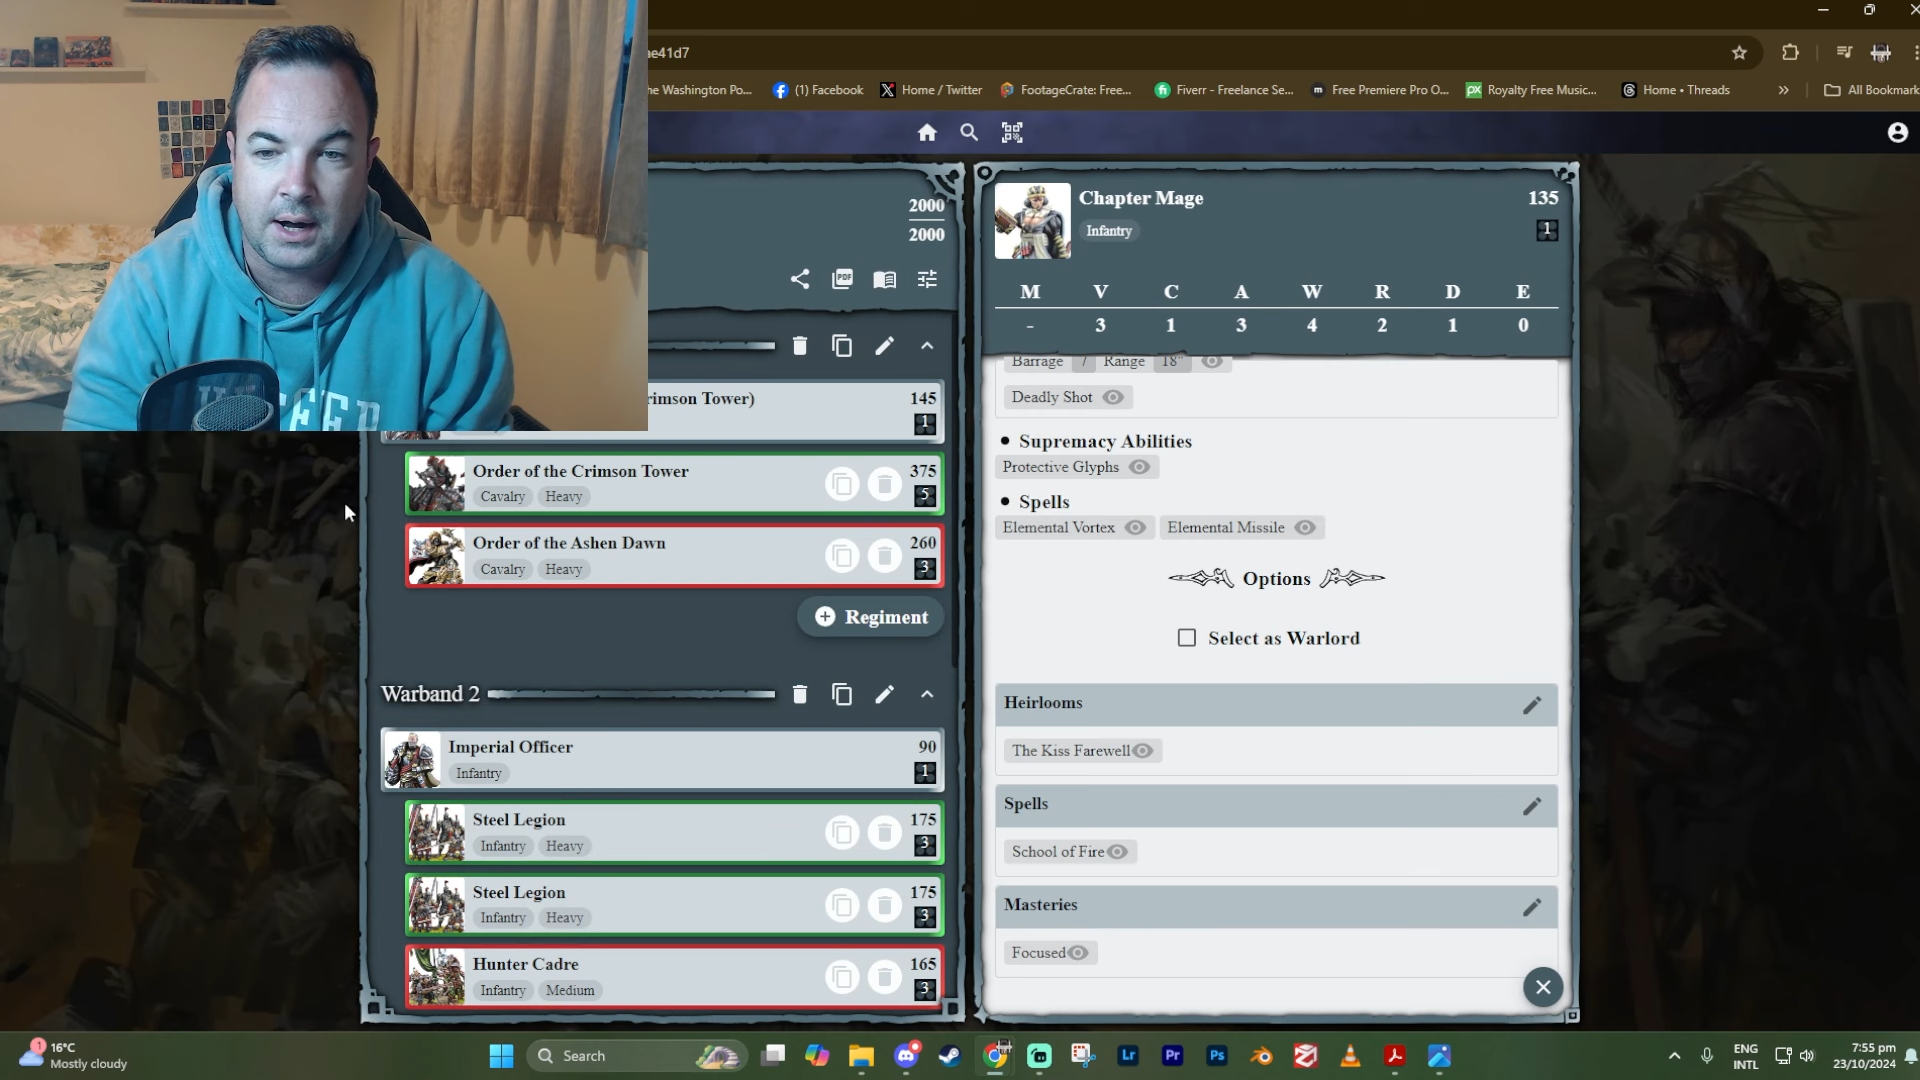 ae41d7
he Washington Po...
(1) Facebook
Home / Twitter
FootageCrate: Free...
Fiverr - Freelance Se...
Free Premiere Pro O...
Royalty Free Music...
Home • Threads
All Bookmark
2000
2000
rimson Tower)
145
1
Order of the Crimson Tower
375
Cavalry Heavy
5
Order of the Ashen Dawn
260
Cavalry Heavy
3
Regiment
Warband 2
Imperial Officer
90
Infantry
1
Steel Legion
175
Infantry Heavy
3
Steel Legion
175
Infantry Heavy
3
Hunter Cadre
165
Infantry Medium
3
Chapter Mage
135
Infantry
1
M V C A W R D E
- 3 1 3 4 2 1 0
Barrage 7 Range 18"
Deadly Shot
• Supremacy Abilities
Protective Glyphs
• Spells
Elemental Vortex Elemental Missile
Options
Select as Warlord
Heirlooms
The Kiss Farewell
Spells
School of Fire
Masteries
Focused
1
16°C
Mostly cloudy
Search
Lr
Pr
Ps
ENG
INTL
7:55 pm
23/10/2024